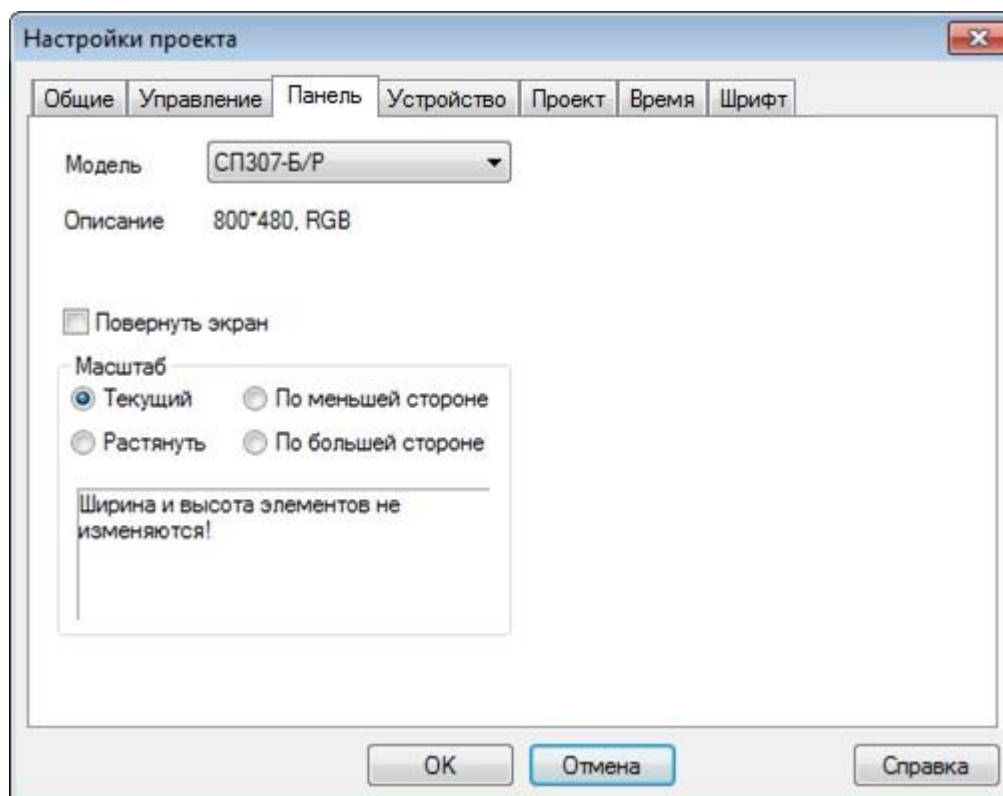 Настройки проекта
Общие Управление Панель Устройство Проект Время Шрифт
Модель СП307-Б/Р
Описание 800*480, RGB
Повернуть экран
Масштаб
Текущий По меньшей стороне
Растянуть По большей стороне
Ширина и высота элементов не
изменяются!
OK Отмена Справка